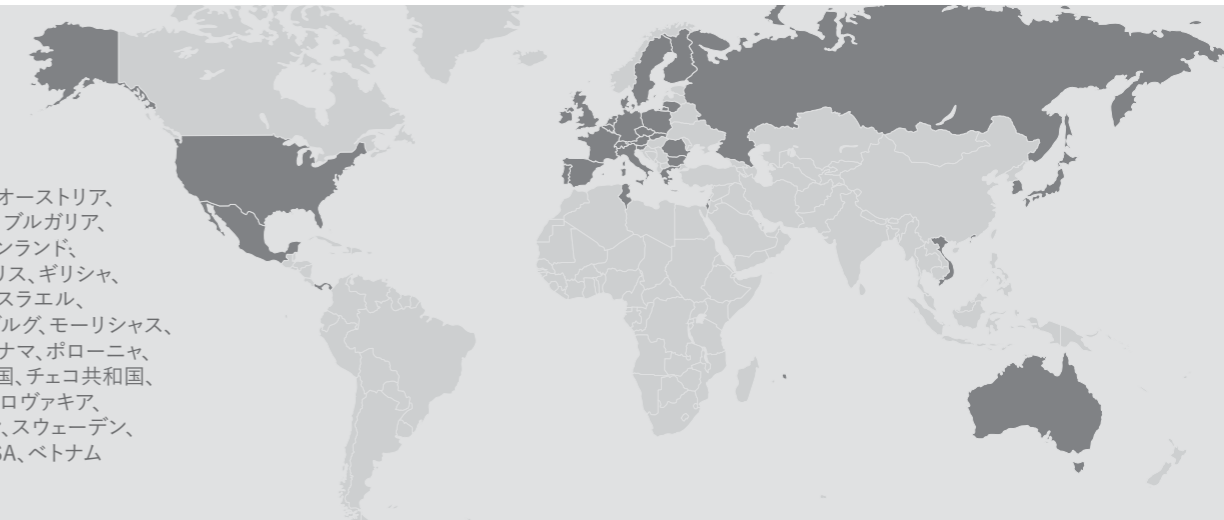 オーストリア、
ブルガリア、
ンランド;
リス、ギリシャ、
スラエル、
ブルグ、モーリシャス、
ナマ、ポローニャ、
国、チェコ共和国、
ロヴァキア、
、スウェーデン、
SA、ベトナム